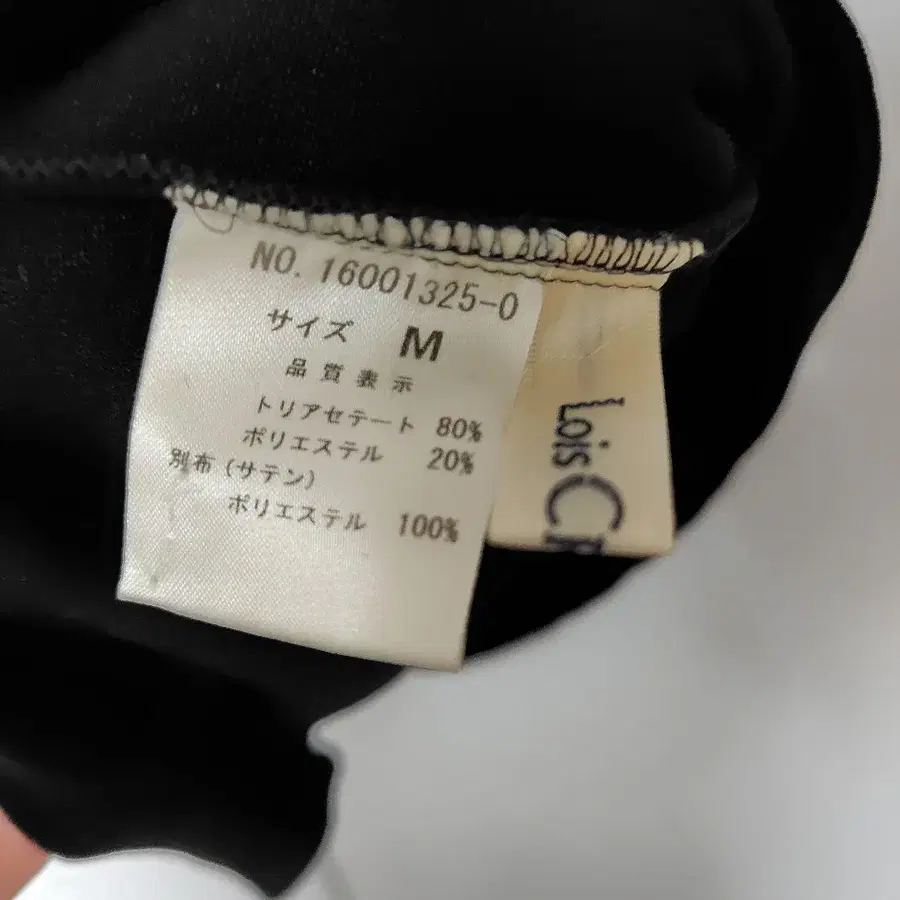 NO. 16001325-0
サイズ M
品質表示
トリアセテート 80%
ポリエステル 20%
別布(サテン)
ポリエステル 100%
Lois